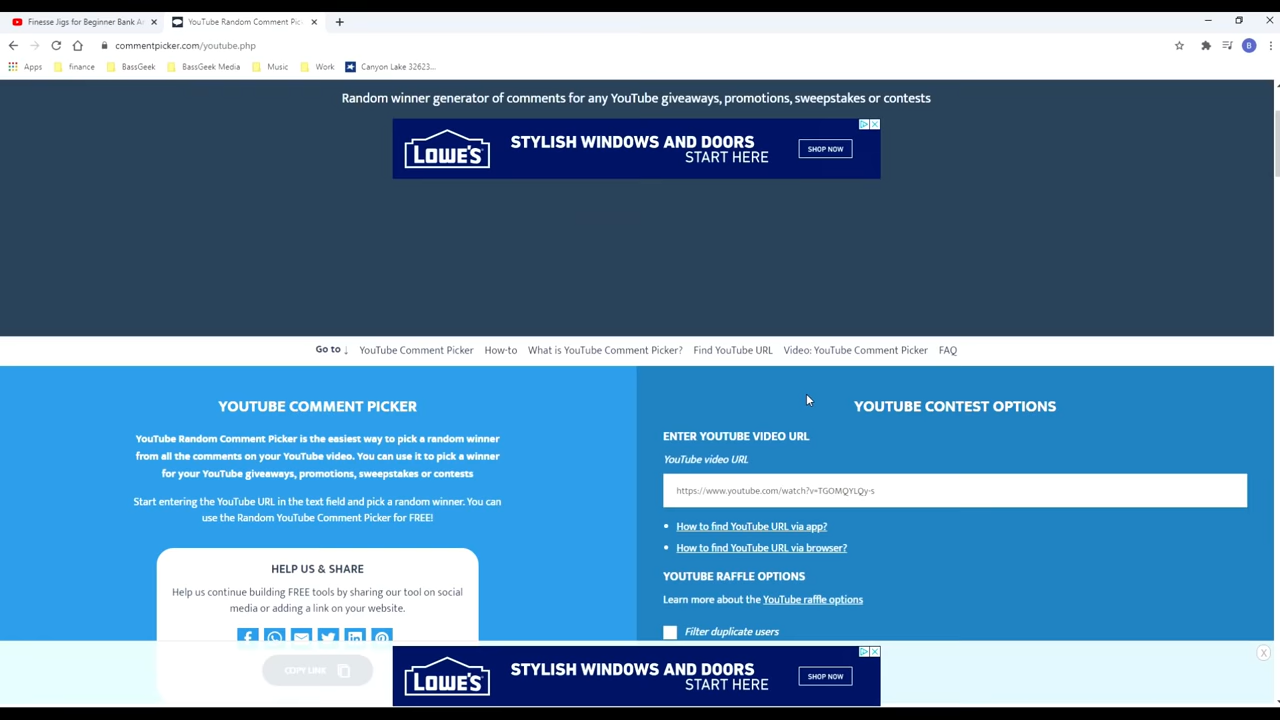 Finesse Jigs for Beginner Bank A
YouTube Random Comment Pic
commentpicker.com/youtube.php
B
Apps
finance
BassGeek
BassGeek Media
Music
Work
Canyon Lake 32623...
Random winner generator of comments for any YouTube giveaways, promotions, sweepstakes or contests
LOWE'S
STYLISH WINDOWS AND DOORS
START HERE
SHOP NOW
Go to ↓ YouTube Comment Picker How-to What is YouTube Comment Picker? Find YouTube URL Video: YouTube Comment Picker FAQ
YOUTUBE COMMENT PICKER
YouTube Random Comment Picker is the easiest way to pick a random winner
from all the comments on your YouTube video. You can use it to pick a winner
for your YouTube giveaways, promotions, sweepstakes or contests
Start entering the YouTube URL in the text field and pick a random winner. You can
use the Random YouTube Comment Picker for FREE!
HELP US & SHARE
Help us continue building FREE tools by sharing our tool on social
media or adding a link on your website.
COPY LINK
YOUTUBE CONTEST OPTIONS
ENTER YOUTUBE VIDEO URL
YouTube video URL
https://www.youtube.com/watch?v=TGOMQYLQy-s
How to find YouTube URL via app?
How to find YouTube URL via browser?
YOUTUBE RAFFLE OPTIONS
Learn more about the YouTube raffle options
Filter duplicate users
LOWE'S
STYLISH WINDOWS AND DOORS
START HERE
SHOP NOW